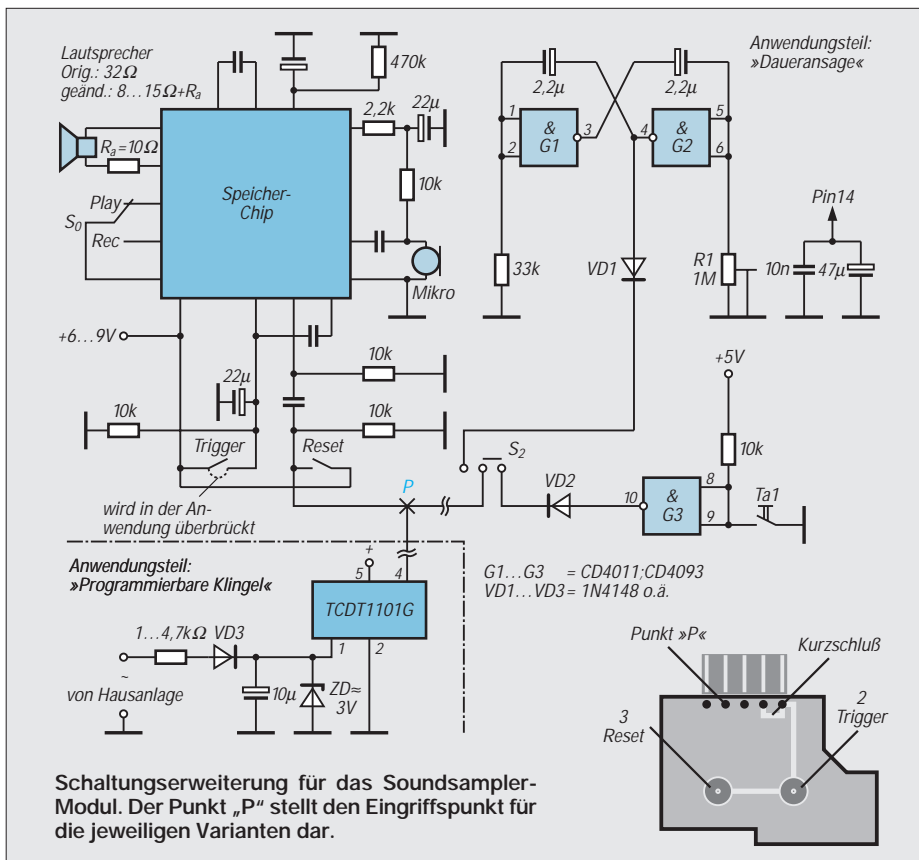 Lautsprecher
Orig.: 32Ω
geänd.: 8...15Ω+Ra
470k
2,2k
22µ
Ra=10Ω
10k
Speicher-
Chip
Play
S0
Rec
Mikro
+6...9V
22µ
10k
10k
10k
Trigger
Reset
wird in der An-
wendung überbrückt
P
Anwendungsteil:
»Daueransage«
2,2µ
2,2µ
1
2
&
G1
3
4
&
G2
5
6
Pin14
33k
VD1
R1
1M
10n
47µ
+5V
10k
S2
VD2
10
&
G3
8
9
Ta1
Anwendungsteil:
»Programmierbare Klingel«
+
5
4
TCDT1101G
1
2
1...4,7kΩ
VD3
~
von Hausanlage
10µ
ZD≈
3V
G1...G3 = CD4011;CD4093
VD1...VD3 = 1N4148 o.ä.
Punkt »P«
Kurzschluß
3
Reset
2
Trigger
Schaltungserweiterung für das Soundsampler-
Modul. Der Punkt „P“ stellt den Eingriffspunkt für
die jeweiligen Varianten dar.